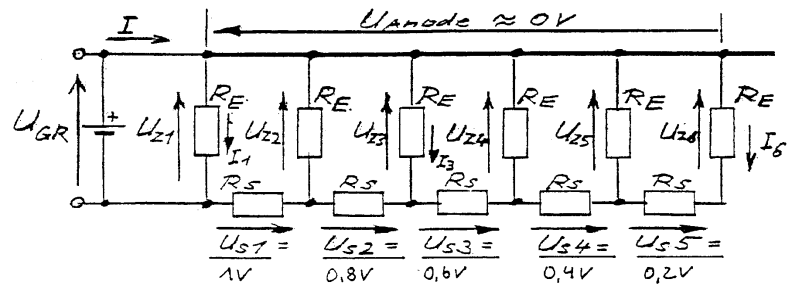 I U_Anode ≈ 0V
R_E R_E R_E R_E R_E R_E
U_GR + U_Z1 U_Z2 U_Z3 U_Z4 U_Z5 U_Z6
I_1 I_3 I_6
R_S R_S R_S R_S R_S
U_S1 = U_S2 = U_S3 = U_S4 = U_S5 =
1V 0,8V 0,6V 0,4V 0,2V